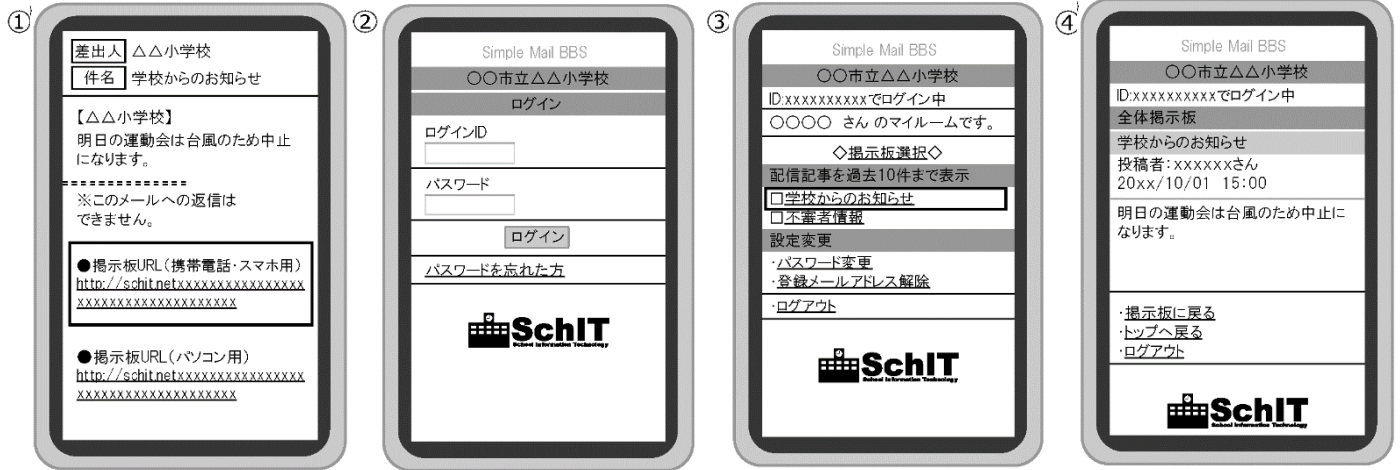 ①
差出人 △△小学校
件名 学校からのお知らせ
【△△小学校】
明日の運動会は台風のため中止
になります。
※このメールへの返信は
できません。
●掲示板URL(携帯電話・スマホ用)
http://schit.netxxxxxxxxxxxxxxxx
xxxxxxxxxxxxxxxxxxxx
●掲示板URL(パソコン用)
http://schit.netxxxxxxxxxxxxxxxx
xxxxxxxxxxxxxxxxxxxx
②
Simple Mail BBS
○○市立△△小学校
ログイン
ログインID
パスワード
ログイン
パスワードを忘れた方
SchIT
School Information Technology
③
Simple Mail BBS
○○市立△△小学校
ID:xxxxxxxxxxでログイン中
○○○○ さん のマイルームです。
◇掲示板選択◇
配信記事を過去10件まで表示
□学校からのお知らせ
□不審者情報
設定変更
・パスワード変更
・登録メールアドレス解除
・ログアウト
SchIT
School Information Technology
④
Simple Mail BBS
○○市立△△小学校
ID:xxxxxxxxxxでログイン中
全体掲示板
学校からのお知らせ
投稿者:xxxxxxさん
20xx/10/01 15:00
明日の運動会は台風のため中止に
なります。
・掲示板に戻る
・トップへ戻る
・ログアウト
SchIT
School Information Technology